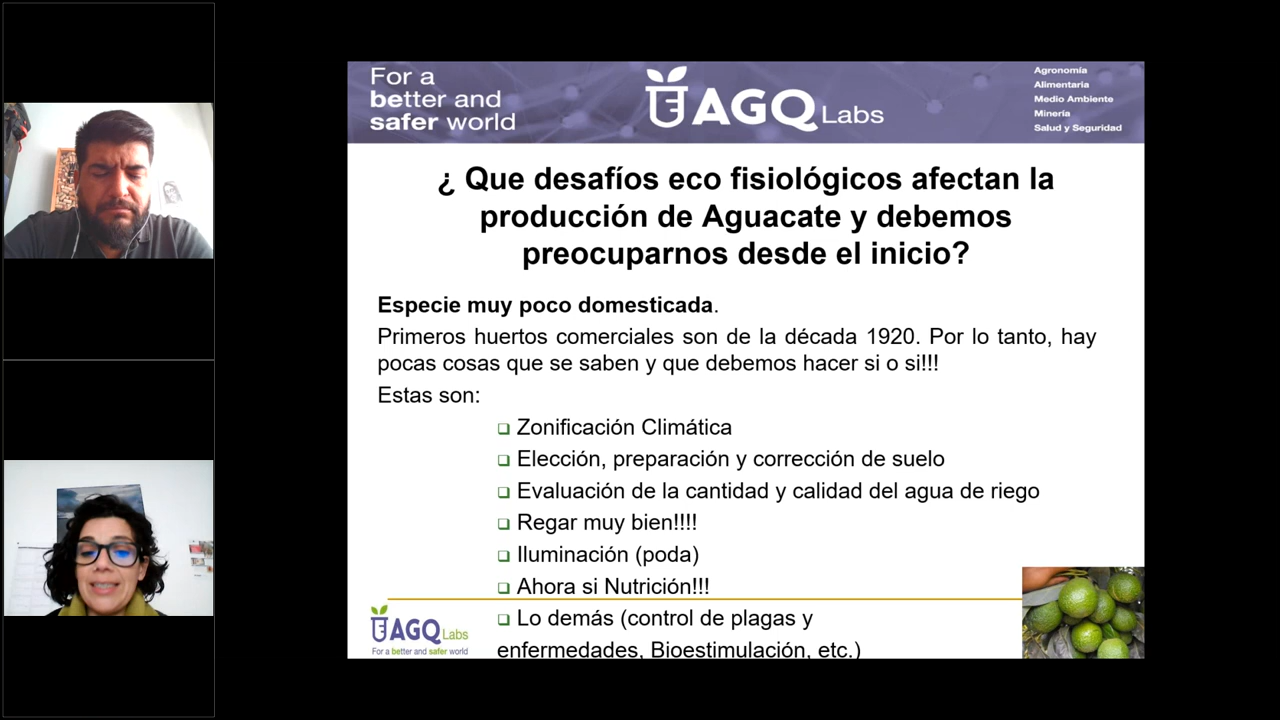 For a
better and
safer world
AGQ Labs
Agronomía
Alimentaria
Medio Ambiente
Minería
Salud y Seguridad
¿ Que desafíos eco fisiológicos afectan la
producción de Aguacate y debemos
preocuparnos desde el inicio?
Especie muy poco domesticada.
Primeros huertos comerciales son de la década 1920. Por lo tanto, hay
pocas cosas que se saben y que debemos hacer si o si!!!
Estas son:
❑ Zonificación Climática
❑ Elección, preparación y corrección de suelo
❑ Evaluación de la cantidad y calidad del agua de riego
❑ Regar muy bien!!!!
❑ Iluminación (poda)
❑ Ahora si Nutrición!!!
❑ Lo demás (control de plagas y
enfermedades, Bioestimulación, etc.)
AGQ Labs
For a better and safer world